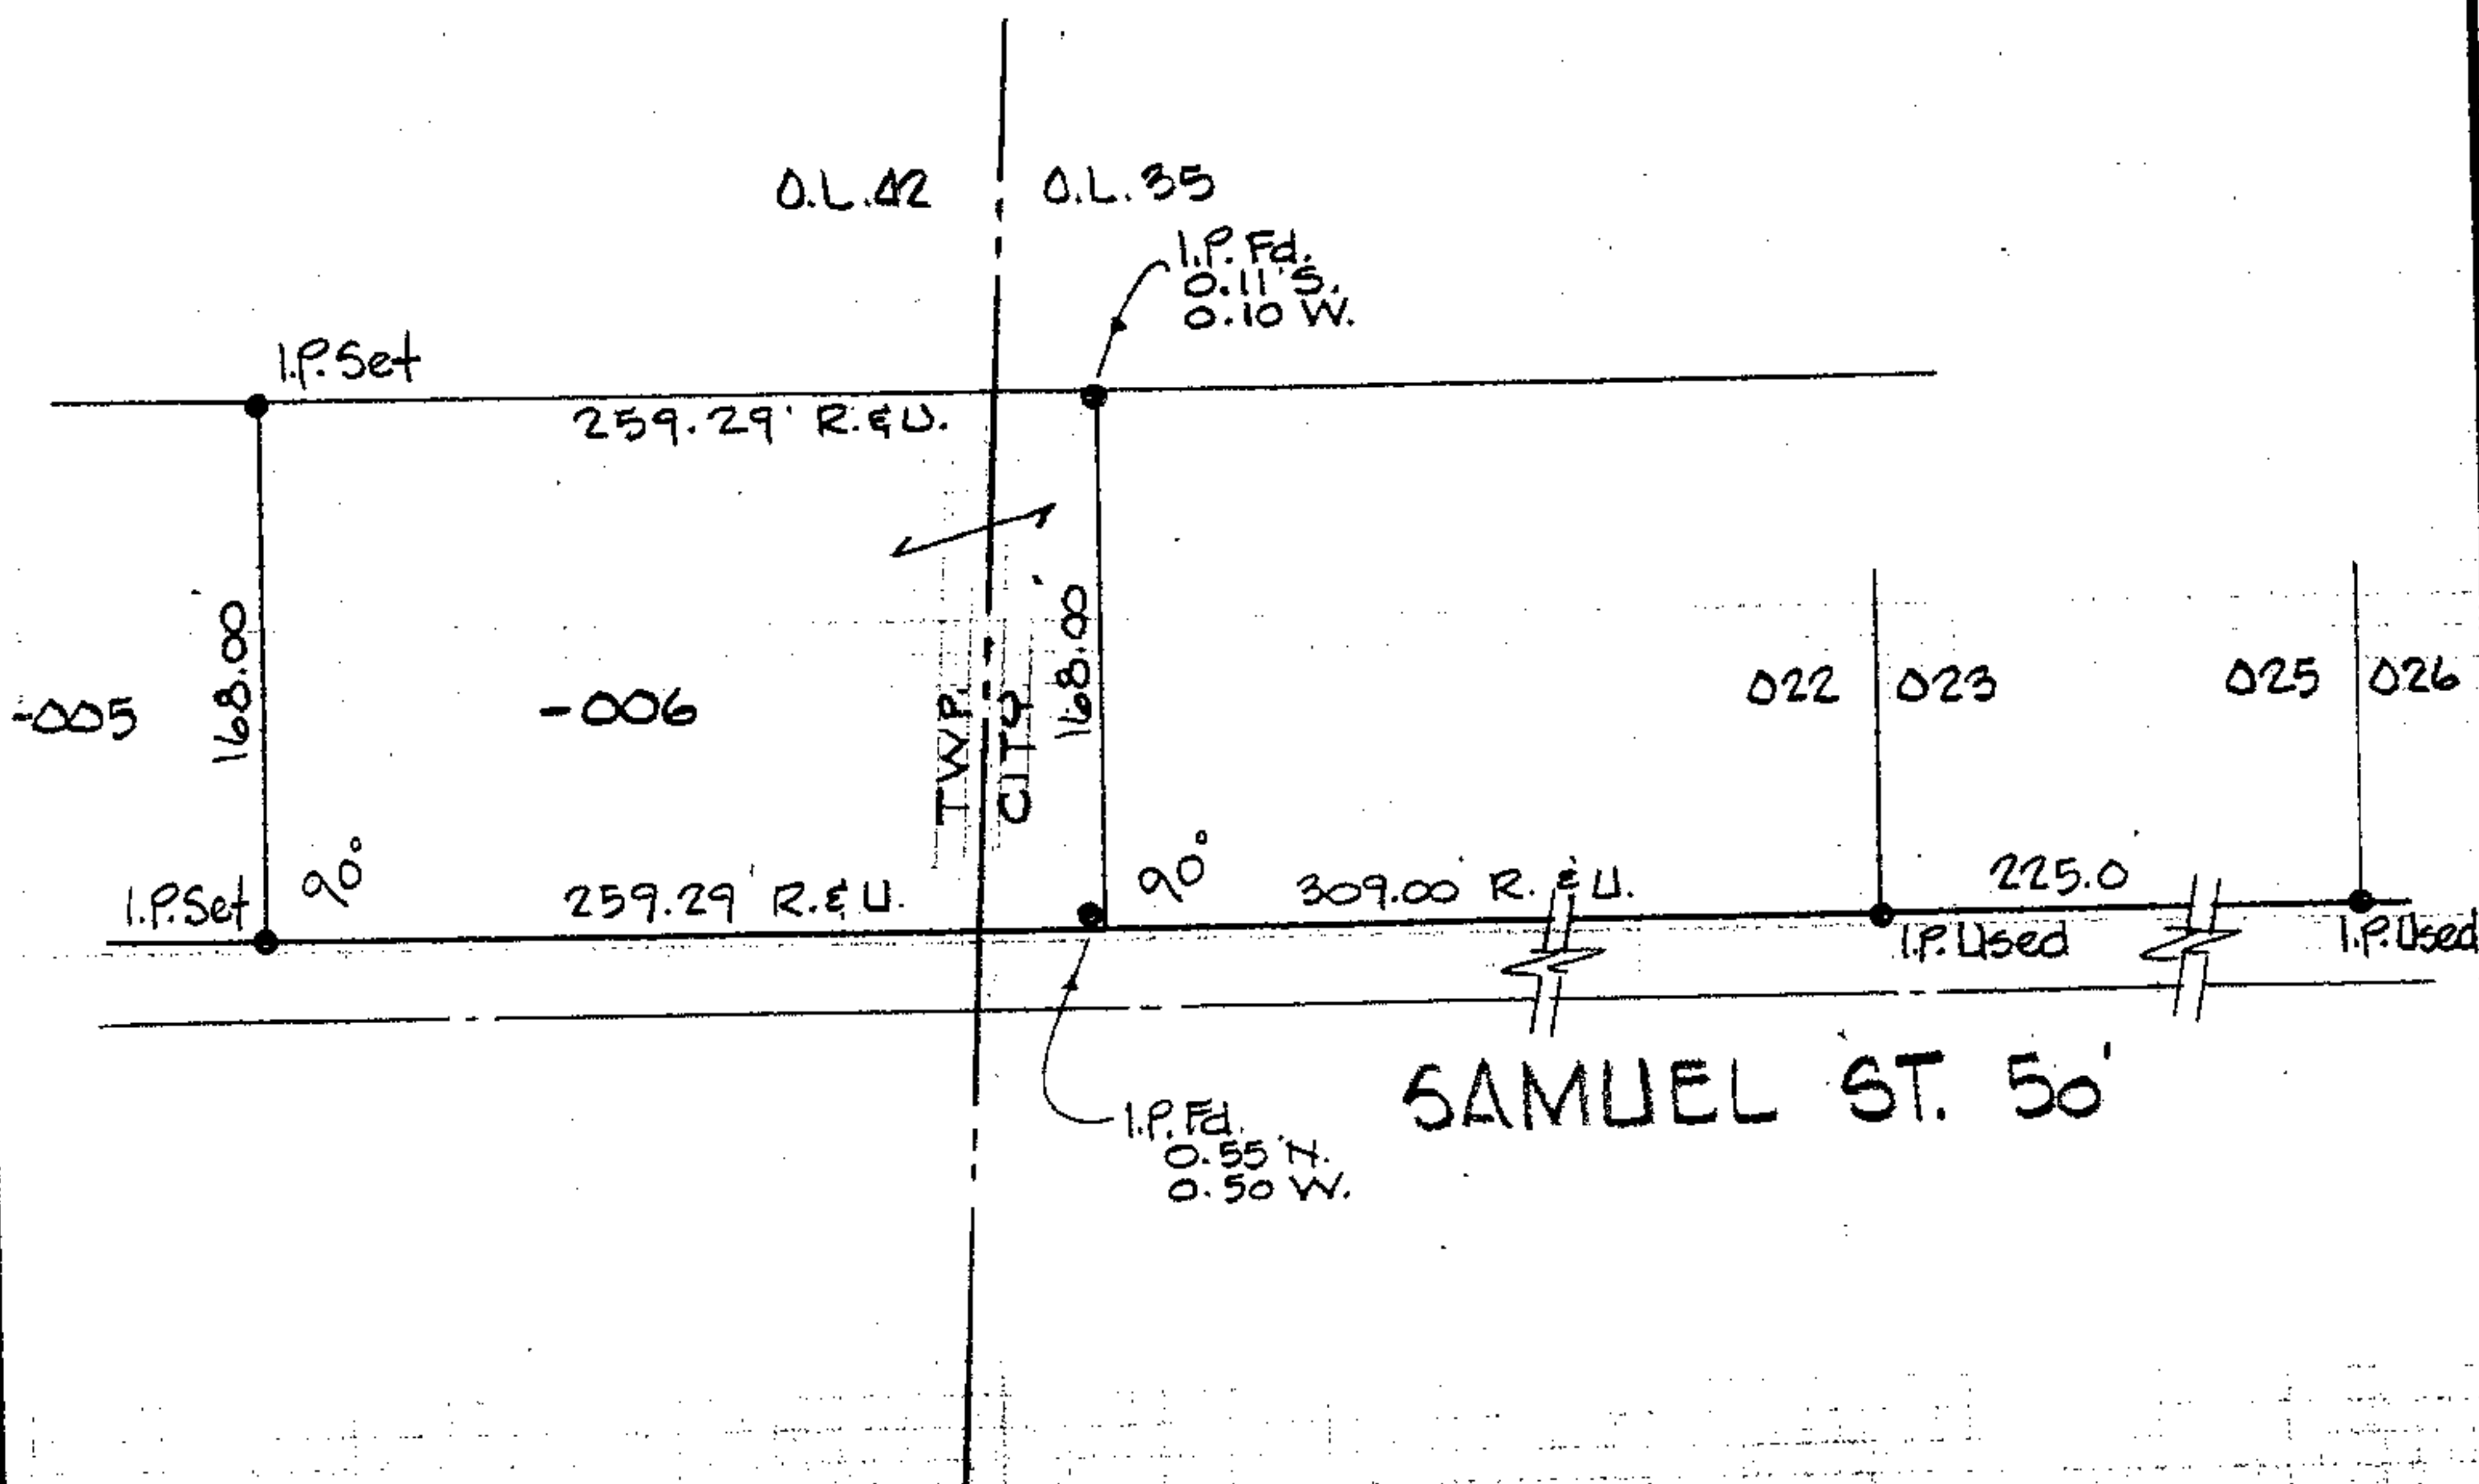 O.L.42
O.L.35
I.P. Fd.
0.11' S.
0.10 W.
I.P. Set
259.29' R. & U.
168.00
168.00'
-005
-006
TWP.
CITY
022
023
025
026
90°
90°
I.P. Set
259.29' R. & U.
309.00' R. & U.
225.0'
I.P. Used
I.P. Used
SAMUEL ST. 50'
I.P. Fd.
0.55' N.
0.50 W.